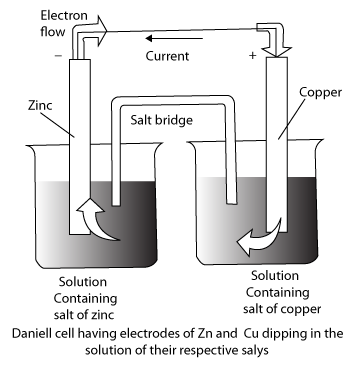 Electron
flow
−
Current
+
Zinc
Copper
Salt bridge
Solution
Containing
salt of zinc
Solution
Containing
salt of copper
Daniell cell having electrodes of Zn and Cu dipping in the
solution of their respective salys